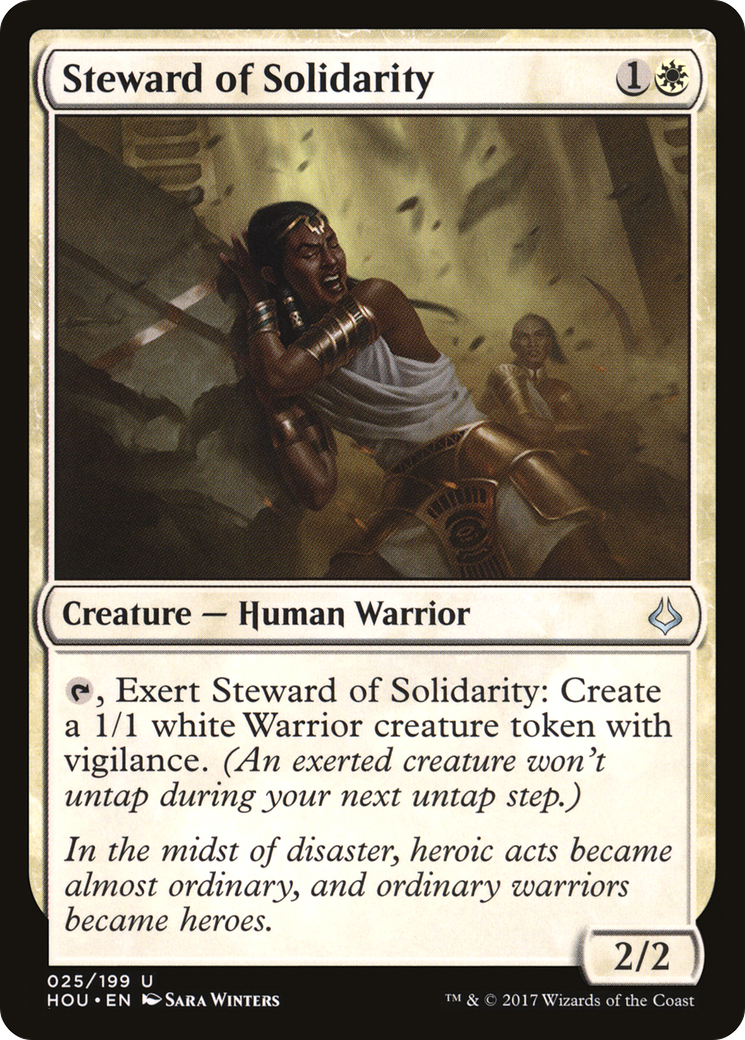 Steward of Solidarity 1
Creature — Human Warrior
, Exert Steward of Solidarity: Create
a 1/1 white Warrior creature token with
vigilance. (An exerted creature won't
untap during your next untap step.)
In the midst of disaster, heroic acts became
almost ordinary, and ordinary warriors
became heroes.
2/2
025/199 U
HOU • EN Sara Winters
™ & © 2017 Wizards of the Coast